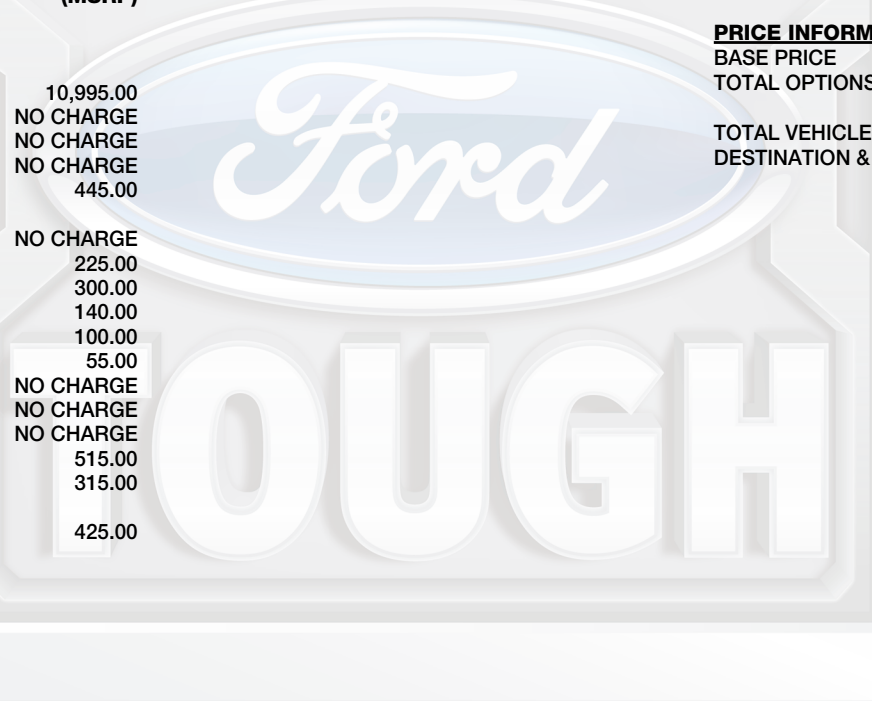 (MSRP)
10,995.00
NO CHARGE
NO CHARGE
NO CHARGE
445.00
NO CHARGE
225.00
300.00
140.00
100.00
55.00
NO CHARGE
NO CHARGE
NO CHARGE
515.00
315.00
425.00
PRICE INFORM
BASE PRICE
TOTAL OPTIONS
TOTAL VEHICLE
DESTINATION &
Ford
TOUGH